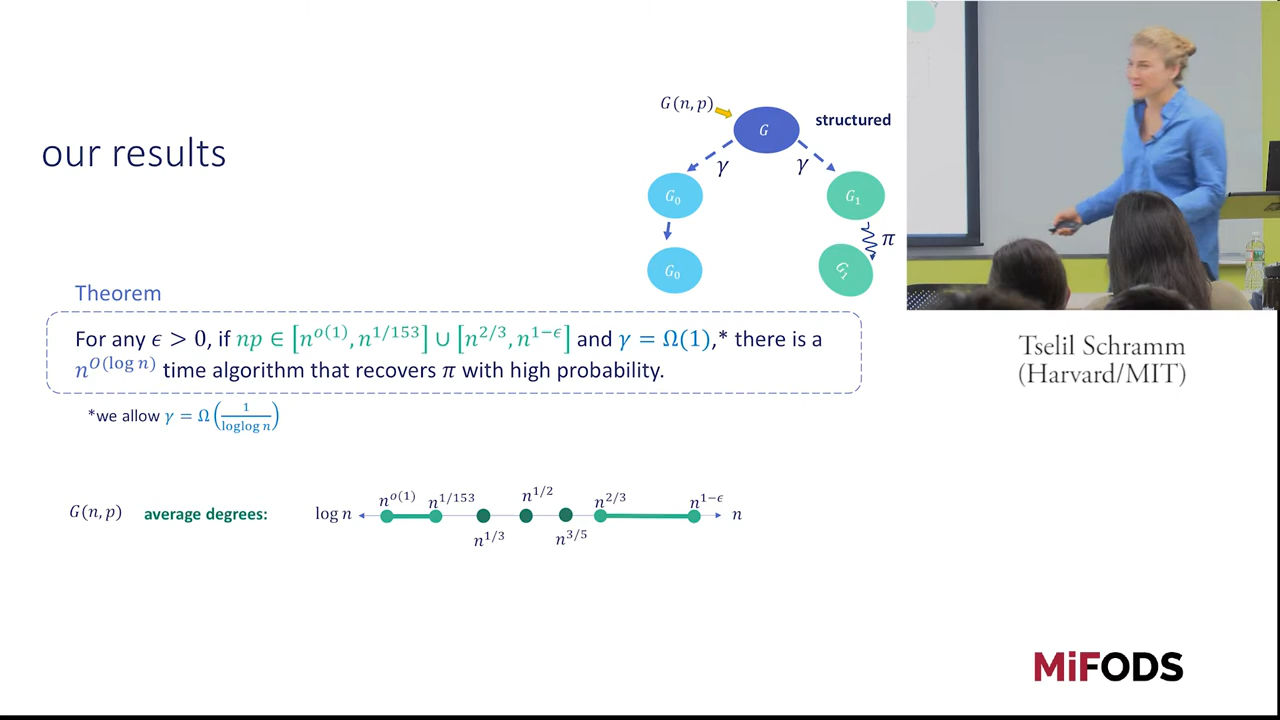 our results
G(n, p)
G
structured
γ
γ
G₀
G₁
π
G₀
G₁
Theorem
For any ϵ > 0, if np ∈ [n^{o(1)}, n^{1/153}] ∪ [n^{2/3}, n^{1−ϵ}] and γ = Ω(1),* there is a
n^{O(log n)} time algorithm that recovers π with high probability.
*we allow γ = Ω(1/loglog n)
G(n, p) average degrees:
log n
n^{o(1)}
n^{1/153}
n^{1/3}
n^{1/2}
n^{3/5}
n^{2/3}
n^{1−ϵ}
n
Tselil Schramm
(Harvard/MIT)
MiFODS